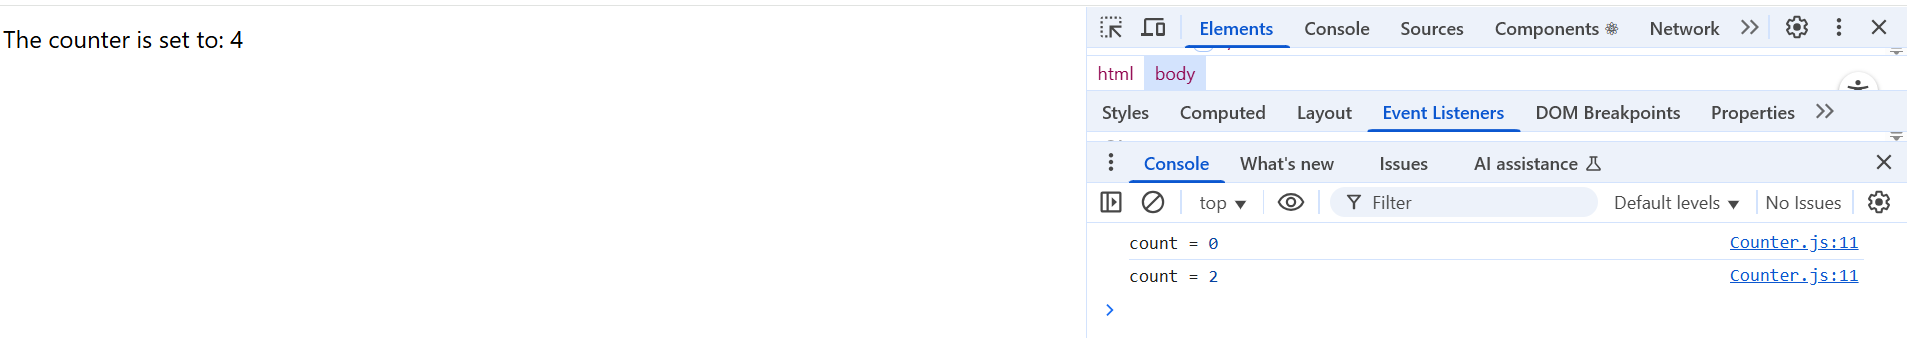 The counter is set to: 4
Elements Console Sources Components Network
html body
Styles Computed Layout Event Listeners DOM Breakpoints Properties
Console What's new Issues AI assistance
top Filter Default levels No Issues
count = 0 Counter.js:11
count = 2 Counter.js:11